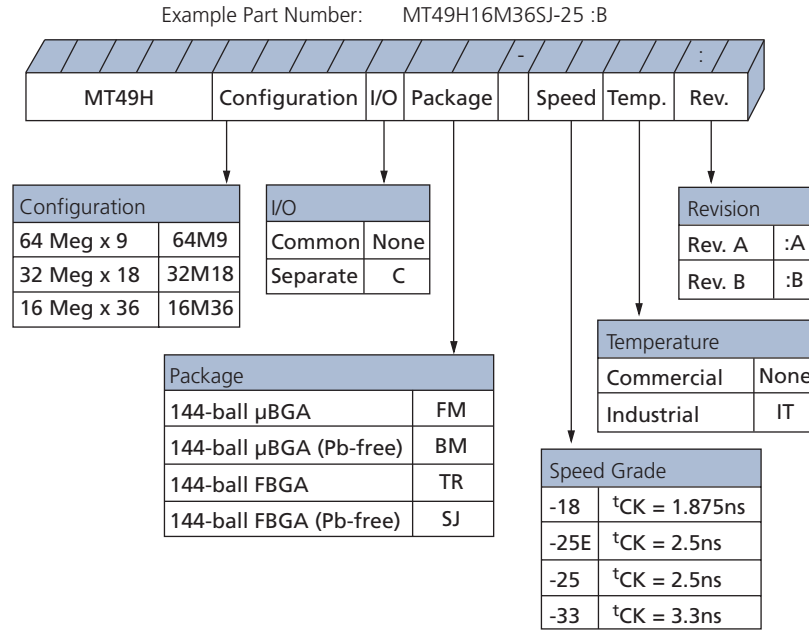 Example Part Number: MT49H16M36SJ-25 :B
- :
MT49H Configuration I/O Package Speed Temp. Rev.
Configuration
64 Meg x 9 64M9
32 Meg x 18 32M18
16 Meg x 36 16M36
I/O
Common None
Separate C
Revision
Rev. A :A
Rev. B :B
Package
144-ball µBGA FM
144-ball µBGA (Pb-free) BM
144-ball FBGA TR
144-ball FBGA (Pb-free) SJ
Temperature
Commercial None
Industrial IT
Speed Grade
-18 tCK = 1.875ns
-25E tCK = 2.5ns
-25 tCK = 2.5ns
-33 tCK = 3.3ns